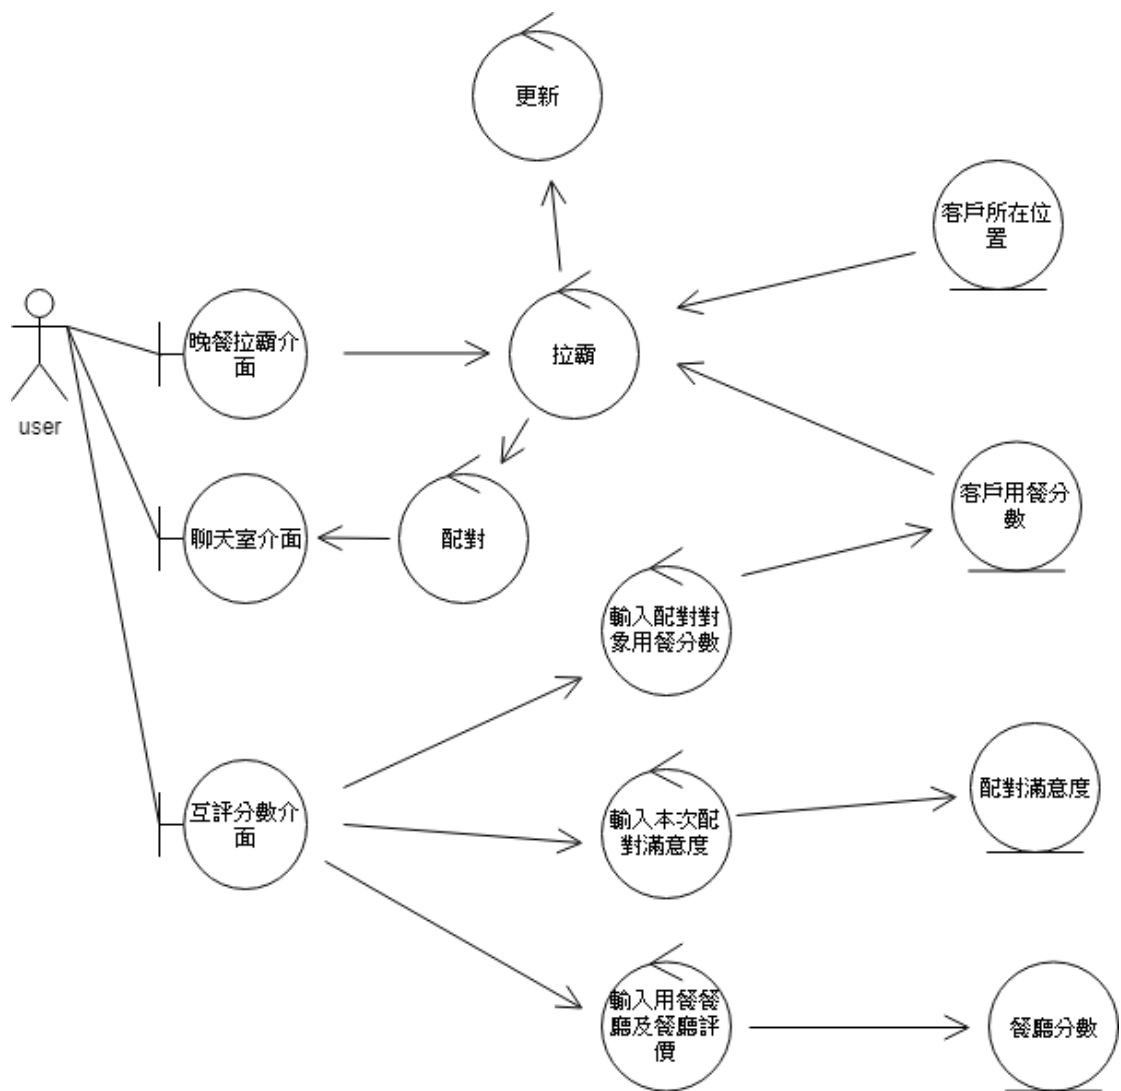 更新
客戶所在位
置
晚餐拉霸介
面
拉霸
user
客戶用餐分
數
聊天室介面
配對
輸入配對對
象用餐分數
互評分數介
面
輸入本次配
對滿意度
配對滿意度
輸入用餐餐
廳及餐廳評
價
餐廳分數